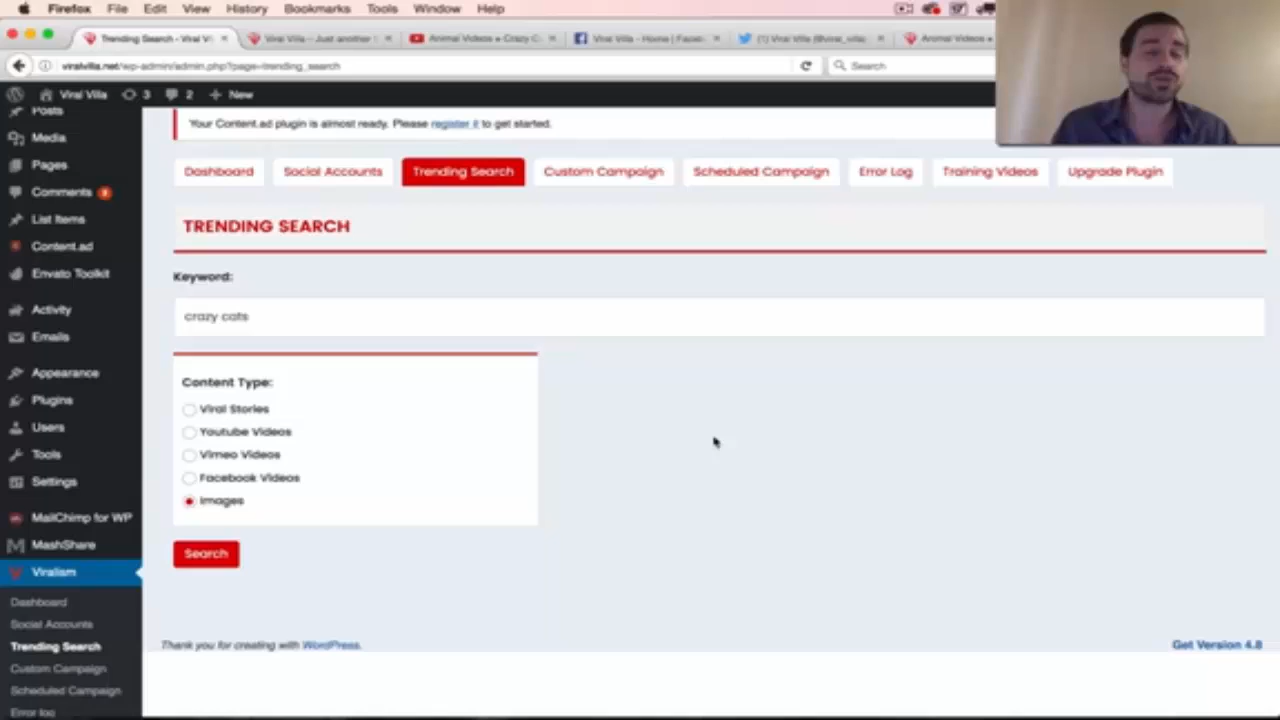 Firefox File Edit View History Bookmarks Tools Window Help
Trending Search - Viral Vi Viral Villa – Just another Animal Videos • Crazy C Viral Villa - Home | Faceb (1) Viral Villa (@viral_villa) Animal Videos •
viralvilla.net/wp-admin/admin.php?page=trending_search Search
Viral Villa 3 2 New
Posts
Media
Pages
Comments
List Items
Content.ad
Envato Toolkit
Activity
Emails
Appearance
Plugins
Users
Tools
Settings
MailChimp for WP
MashShare
Viralism
Dashboard
Social Accounts
Trending Search
Custom Campaign
Scheduled Campaign
Error log
Your Content.ad plugin is almost ready. Please register it to get started.
Dashboard Social Accounts Trending Search Custom Campaign Scheduled Campaign Error Log Training Videos Upgrade Plugin
TRENDING SEARCH
Keyword:
crazy cats
Content Type:
Viral Stories
Youtube Videos
Vimeo Videos
Facebook Videos
Images
Search
Thank you for creating with WordPress. Get Version 4.8